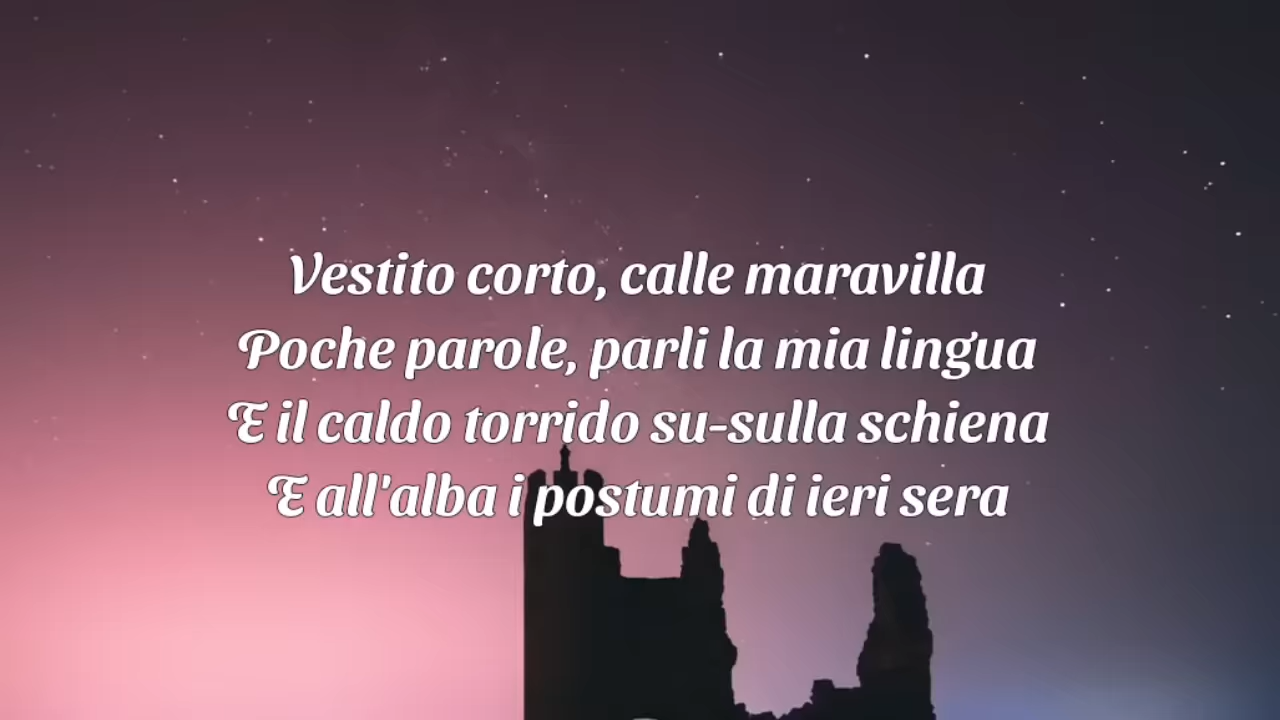 Vestito corto, calle maravilla
Poche parole, parli la mia lingua
E il caldo torrido su-sulla schiena
E all'alba i postumi di ieri sera